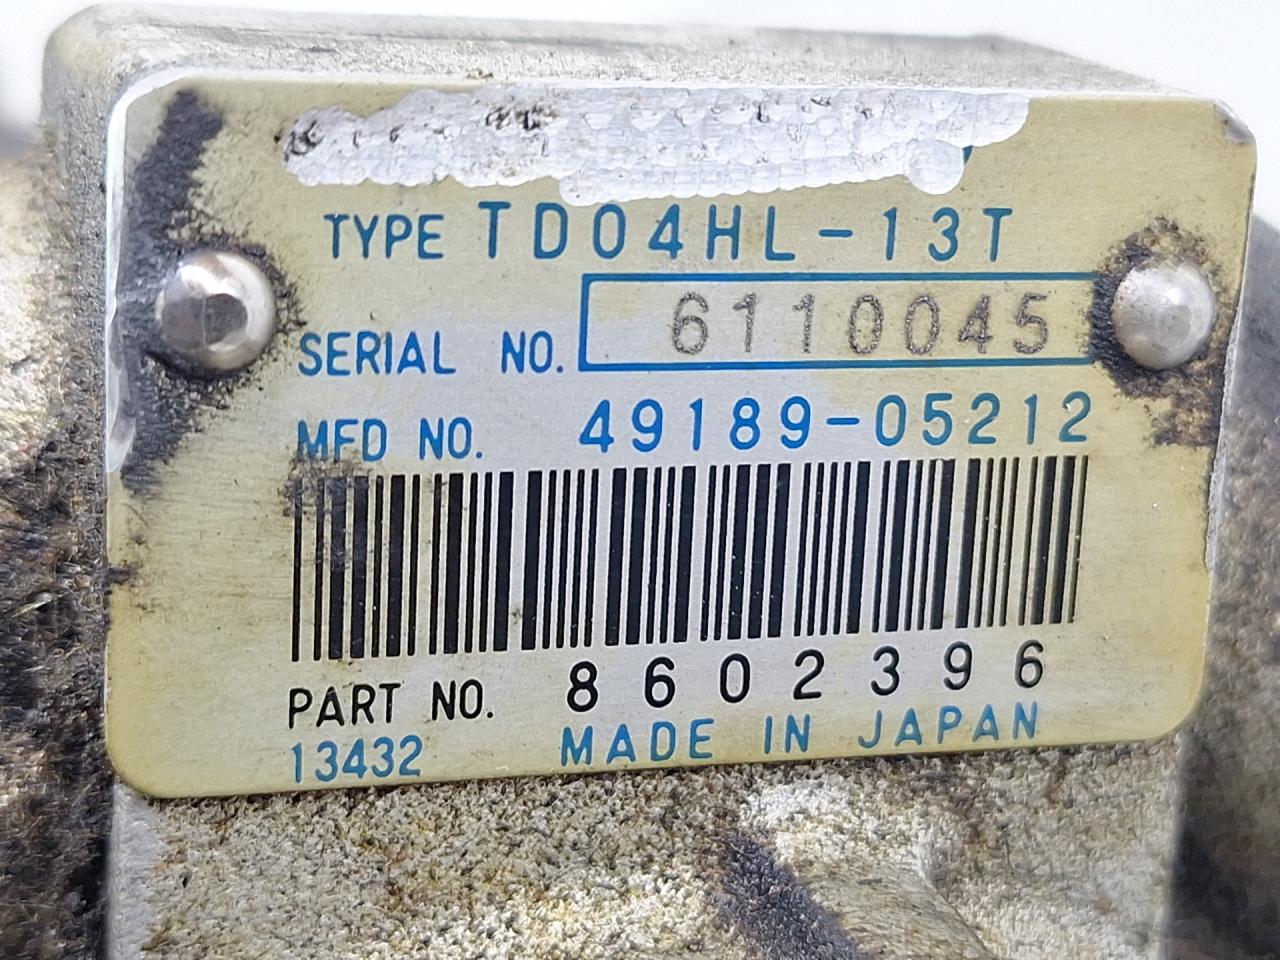 TYPE TD04HL-13T
SERIAL NO. 6110045
MFD NO. 49189-05212
PART NO. 8602396
13432 MADE IN JAPAN